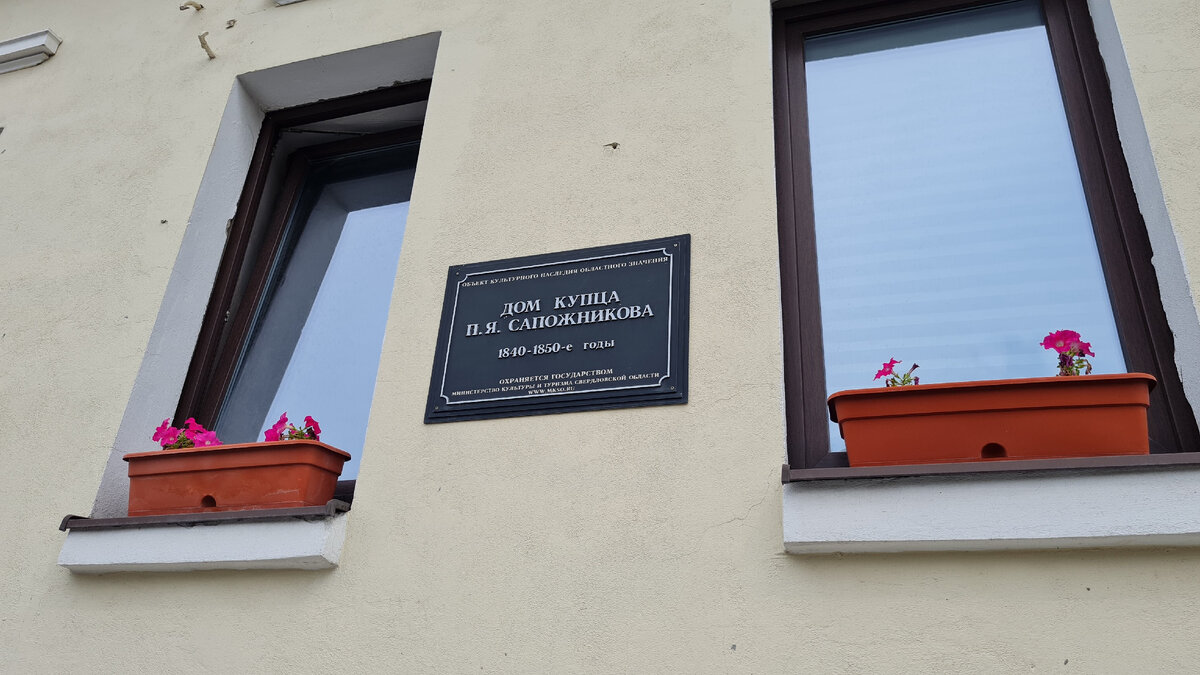 ОБЪЕКТ КУЛЬТУРНОГО НАСЛЕДИЯ ОБЛАСТНОГО ЗНАЧЕНИЯ
ДОМ КУПЦА
П.Я. САПОЖНИКОВА
1840-1850-е годы
ОХРАНЯЕТСЯ ГОСУДАРСТВОМ
МИНИСТЕРСТВО КУЛЬТУРЫ И ТУРИЗМА СВЕРДЛОВСКОЙ ОБЛАСТИ
WWW.MKSO.RU